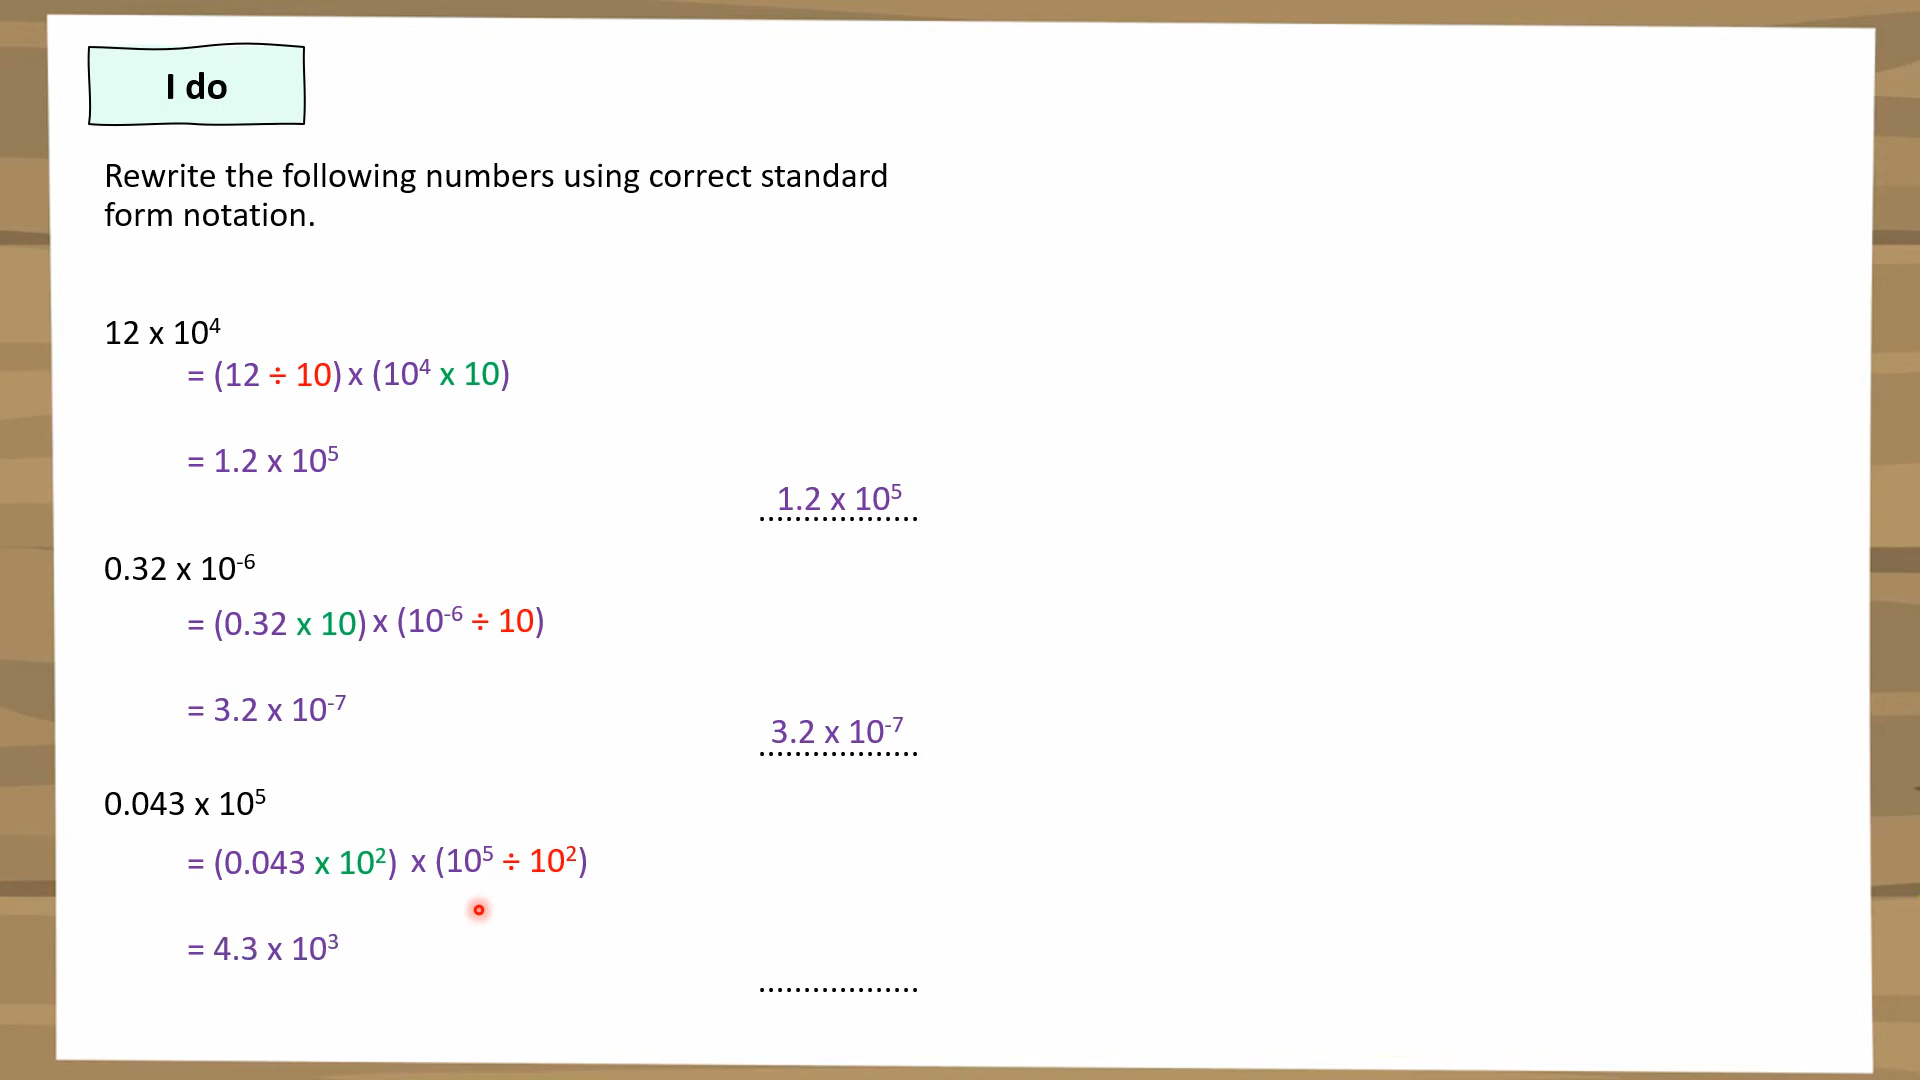 I do
Rewrite the following numbers using correct standard
form notation.
12 x 10⁴
= (12 ÷ 10) x (10⁴ x 10)
= 1.2 x 10⁵
1.2 x 10⁵
..................
0.32 x 10⁻⁶
= (0.32 x 10) x (10⁻⁶ ÷ 10)
= 3.2 x 10⁻⁷
3.2 x 10⁻⁷
..................
0.043 x 10⁵
= (0.043 x 10²) x (10⁵ ÷ 10²)
= 4.3 x 10³
..................